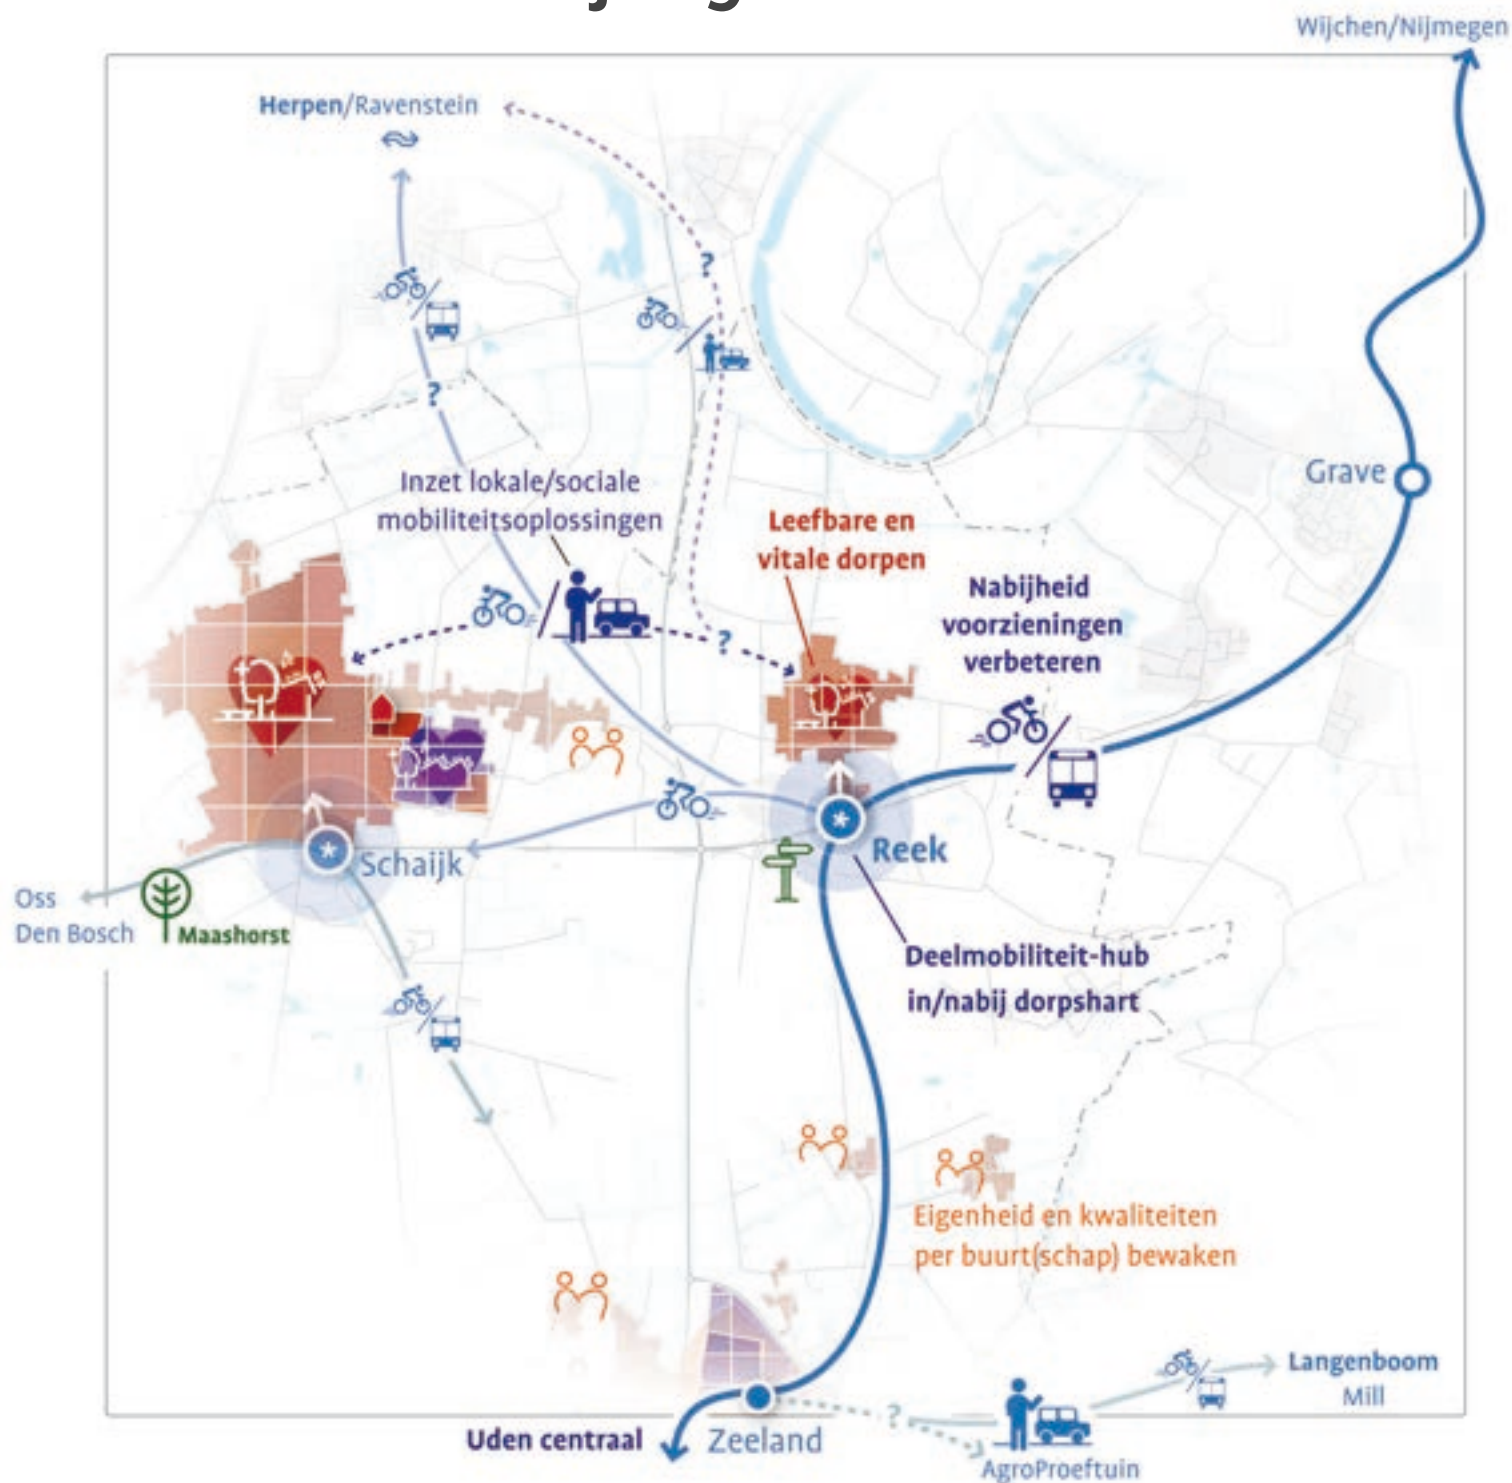 Wijchen/Nijmegen
Herpen/Ravenstein
?
?
Inzet lokale/sociale
mobiliteitsoplossingen
Grave
Leefbare en
vitale dorpen
Nabijheid
voorzieningen
verbeteren
?
Schaijk
Reek
Oss
Den Bosch
Maashorst
Deelmobiliteit-hub
in/nabij dorpshart
Eigenheid en kwaliteiten
per buurt(schap) bewaken
Langenboom
Mill
?
Uden centraal
Zeeland
AgroProeftuin